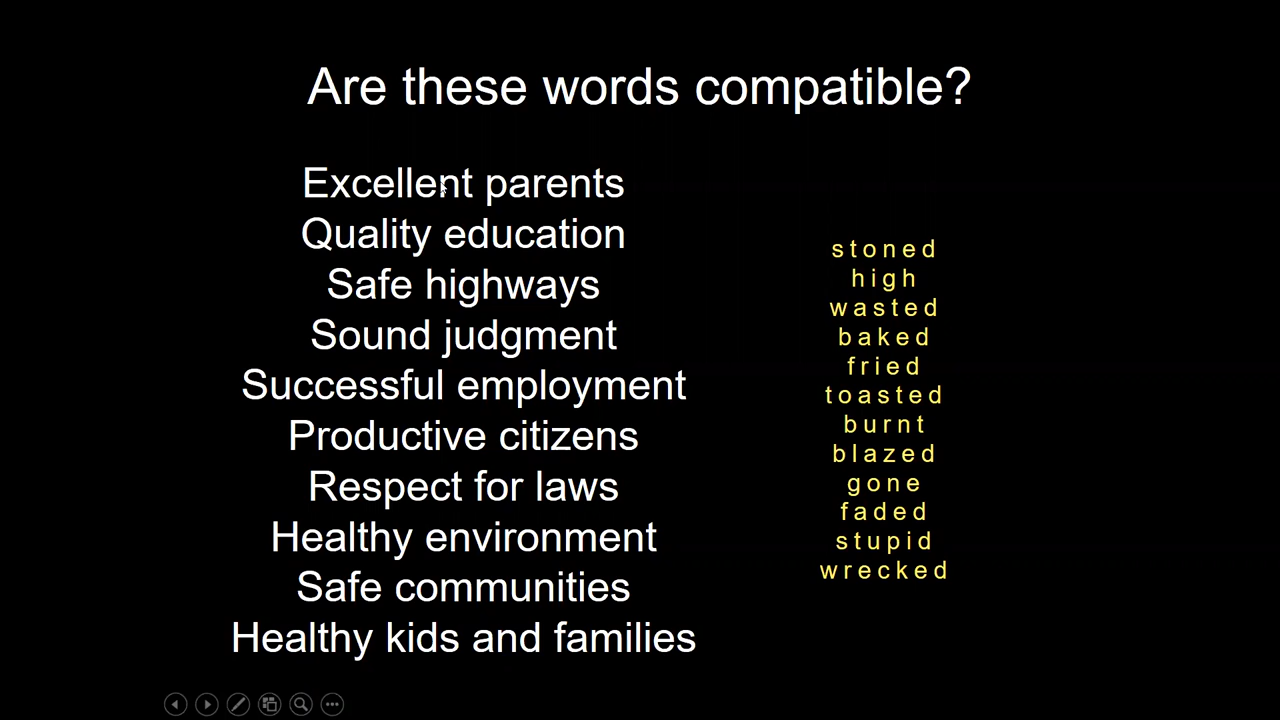 Are these words compatible?
Excellent parents
Quality education
Safe highways
Sound judgment
Successful employment
Productive citizens
Respect for laws
Healthy environment
Safe communities
Healthy kids and families
stoned
high
wasted
baked
fried
toasted
burnt
blazed
gone
faded
stupid
wrecked